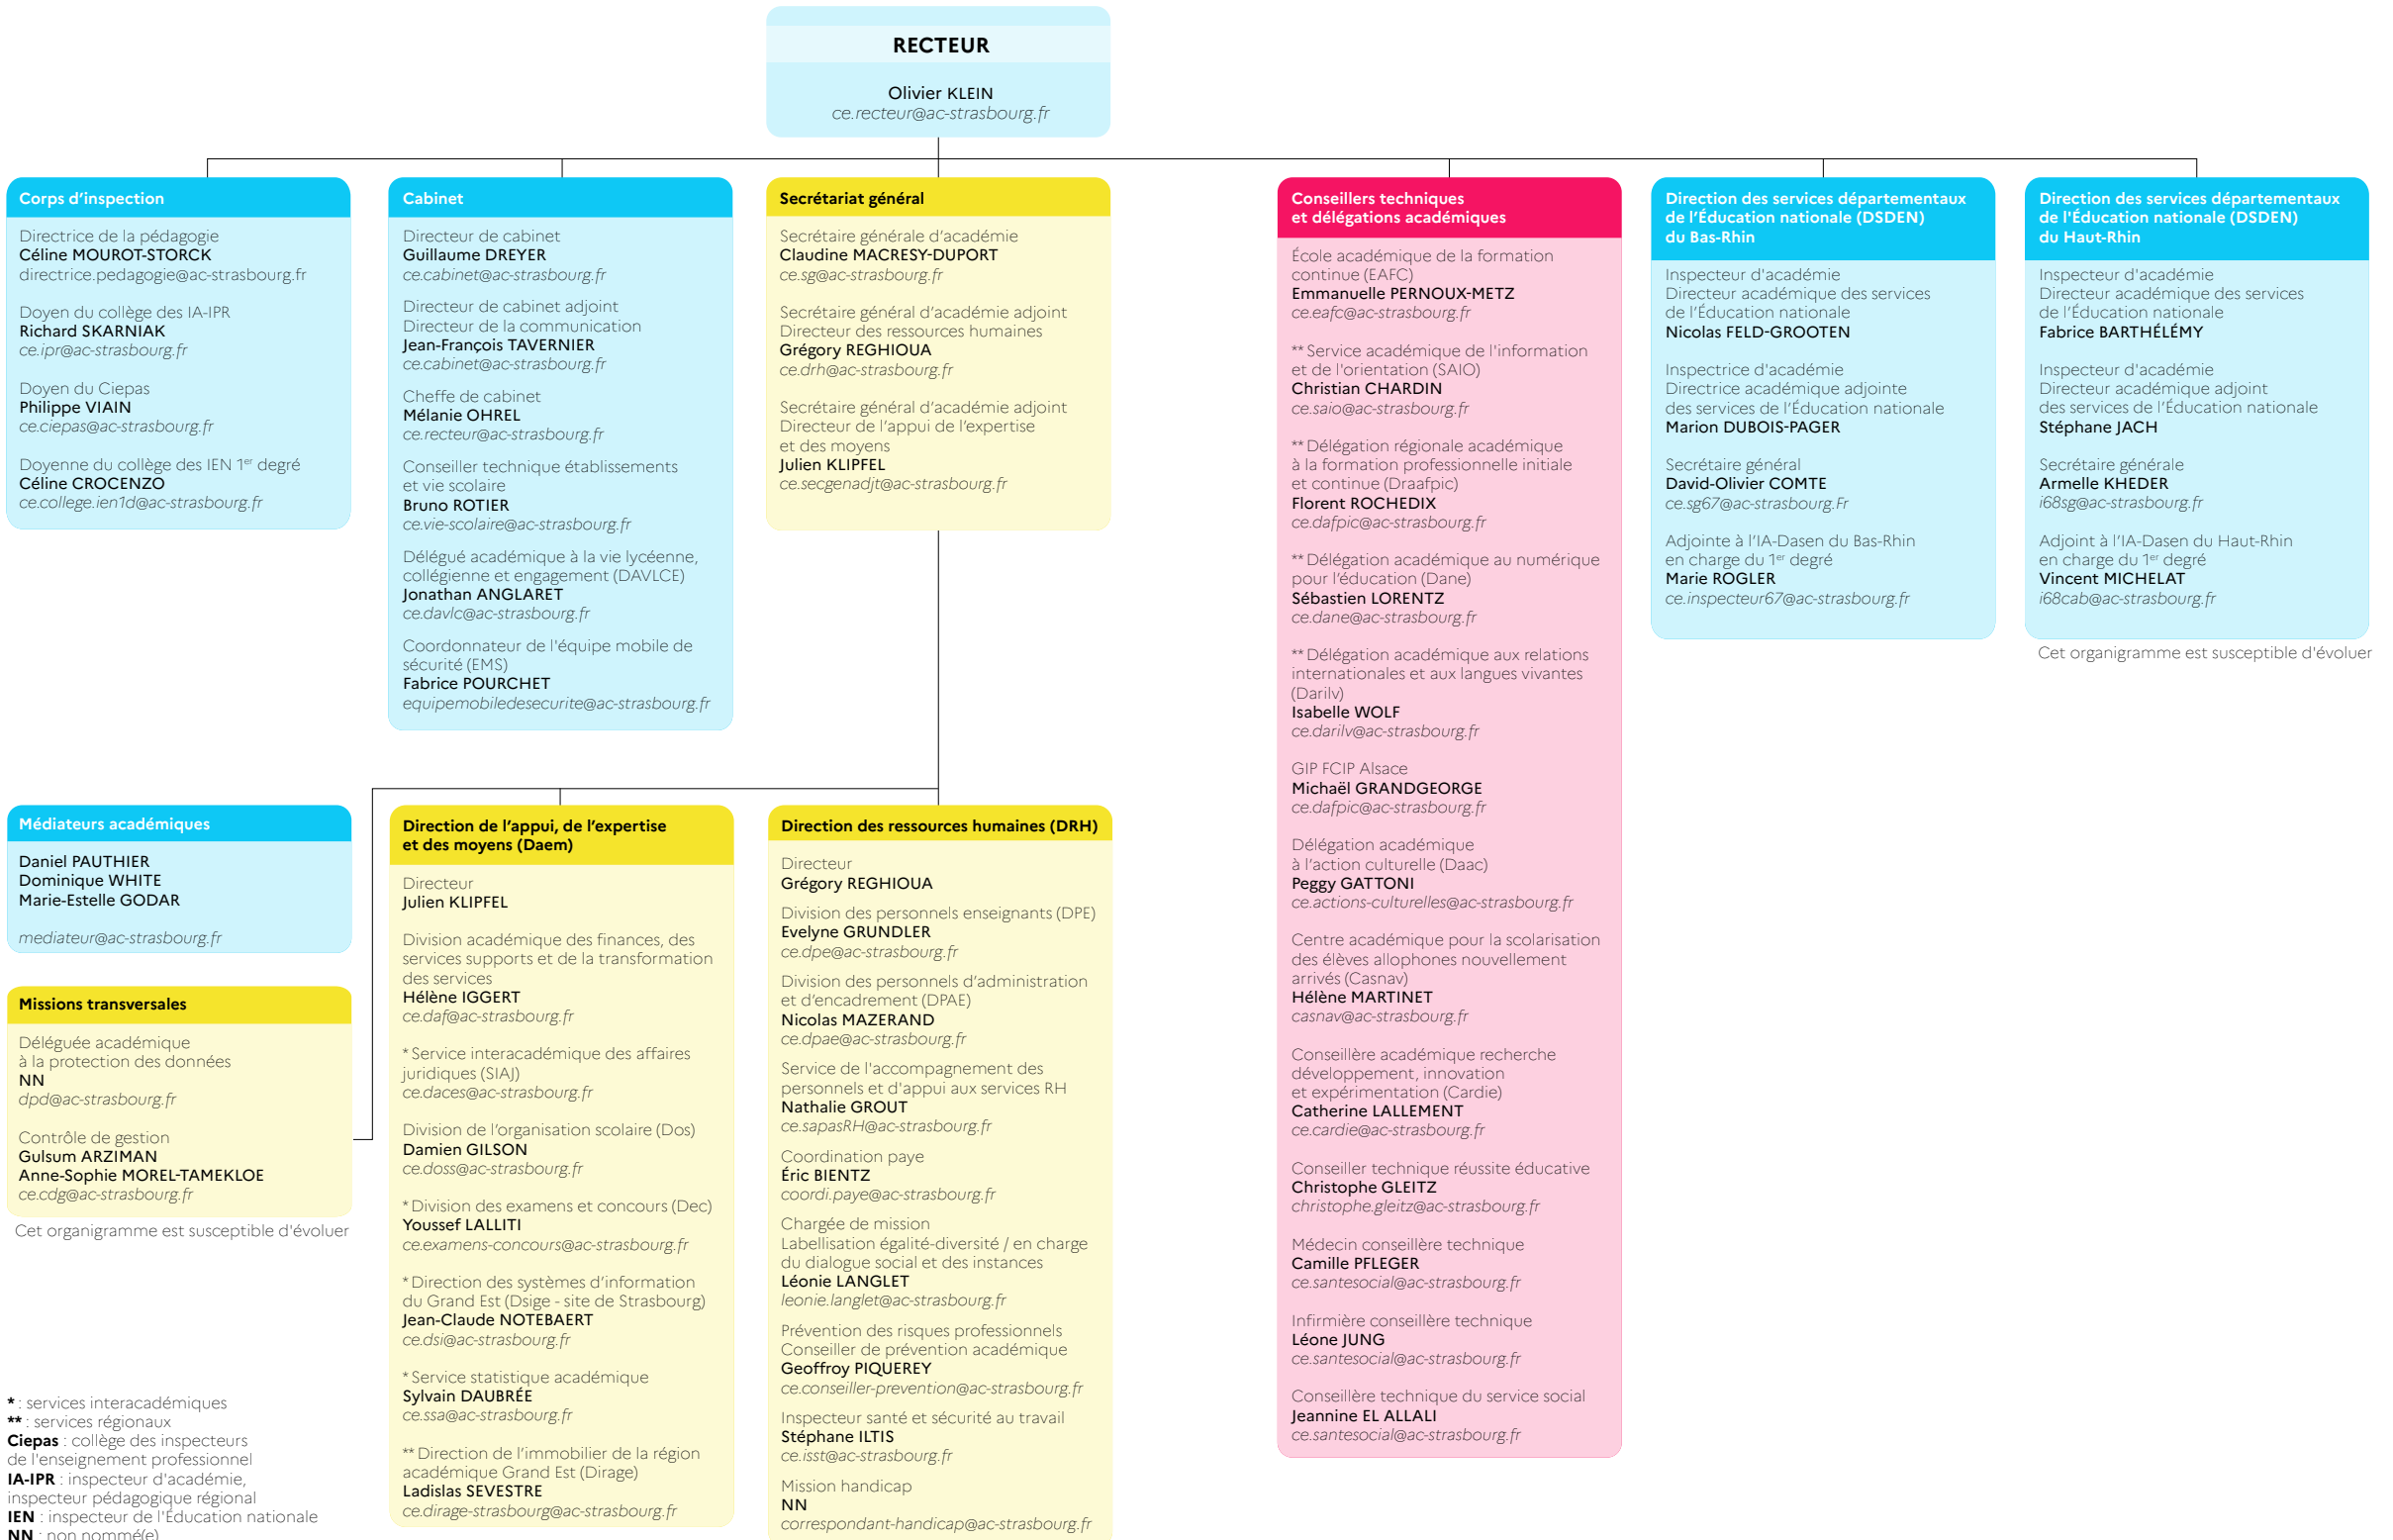 RECTEUR
Olivier KLEIN
ce.recteur@ac-strasbourg.fr
Corps d’inspection
Directrice de la pédagogie
Céline MOUROT-STORCK
directrice.pedagogie@ac-strasbourg.fr
Doyen du collège des IA-IPR
Richard SKARNIAK
ce.ipr@ac-strasbourg.fr
Doyen du Ciepas
Philippe VIAIN
ce.ciepas@ac-strasbourg.fr
Doyenne du collège des IEN 1er degré
Céline CROCENZO
ce.college.ien1d@ac-strasbourg.fr
Cabinet
Directeur de cabinet
Guillaume DREYER
ce.cabinet@ac-strasbourg.fr
Directeur de cabinet adjoint
Directeur de la communication
Jean-François TAVERNIER
ce.cabinet@ac-strasbourg.fr
Cheffe de cabinet
Mélanie OHREL
ce.recteur@ac-strasbourg.fr
Conseiller technique établissements
et vie scolaire
Bruno ROTIER
ce.vie-scolaire@ac-strasbourg.fr
Délégué académique à la vie lycéenne,
collégienne et engagement (DAVLCE)
Jonathan ANGLARET
ce.davlc@ac-strasbourg.fr
Coordonnateur de l'équipe mobile de
sécurité (EMS)
Fabrice POURCHET
equipemobiledesecurite@ac-strasbourg.fr
Secrétariat général
Secrétaire générale d’académie
Claudine MACRESY-DUPORT
ce.sg@ac-strasbourg.fr
Secrétaire général d’académie adjoint
Directeur des ressources humaines
Grégory REGHIOUA
ce.drh@ac-strasbourg.fr
Secrétaire général d’académie adjoint
Directeur de l’appui de l’expertise
et des moyens
Julien KLIPFEL
ce.secgenadjt@ac-strasbourg.fr
Conseillers techniques
et délégations académiques
École académique de la formation
continue (EAFC)
Emmanuelle PERNOUX-METZ
ce.eafc@ac-strasbourg.fr
** Service académique de l'information
et de l'orientation (SAIO)
Christian CHARDIN
ce.saio@ac-strasbourg.fr
** Délégation régionale académique
à la formation professionnelle initiale
et continue (Draafpic)
Florent ROCHEDIX
ce.dafpic@ac-strasbourg.fr
** Délégation académique au numérique
pour l’éducation (Dane)
Sébastien LORENTZ
ce.dane@ac-strasbourg.fr
** Délégation académique aux relations
internationales et aux langues vivantes
(Darilv)
Isabelle WOLF
ce.darilv@ac-strasbourg.fr
GIP FCIP Alsace
Michaël GRANDGEORGE
ce.dafpic@ac-strasbourg.fr
Délégation académique
à l’action culturelle (Daac)
Peggy GATTONI
ce.actions-culturelles@ac-strasbourg.fr
Centre académique pour la scolarisation
des élèves allophones nouvellement
arrivés (Casnav)
Hélène MARTINET
casnav@ac-strasbourg.fr
Conseillère académique recherche
développement, innovation
et expérimentation (Cardie)
Catherine LALLEMENT
ce.cardie@ac-strasbourg.fr
Conseiller technique réussite éducative
Christophe GLEITZ
christophe.gleitz@ac-strasbourg.fr
Médecin conseillère technique
Camille PFLEGER
ce.santesocial@ac-strasbourg.fr
Infirmière conseillère technique
Léone JUNG
ce.santesocial@ac-strasbourg.fr
Conseillère technique du service social
Jeannine EL ALLALI
ce.santesocial@ac-strasbourg.fr
Direction des services départementaux
de l’Éducation nationale (DSDEN)
du Bas-Rhin
Inspecteur d'académie
Directeur académique des services
de l’Éducation nationale
Nicolas FELD-GROOTEN
Inspectrice d'académie
Directrice académique adjointe
des services de l’Éducation nationale
Marion DUBOIS-PAGER
Secrétaire général
David-Olivier COMTE
ce.sg67@ac-strasbourg.Fr
Adjointe à l’IA-Dasen du Bas-Rhin
en charge du 1er degré
Marie ROGLER
ce.inspecteur67@ac-strasbourg.fr
Direction des services départementaux
de l'Éducation nationale (DSDEN)
du Haut-Rhin
Inspecteur d'académie
Directeur académique des services
de l’Éducation nationale
Fabrice BARTHÉLÉMY
Inspecteur d'académie
Directeur académique adjoint
des services de l’Éducation nationale
Stéphane JACH
Secrétaire générale
Armelle KHEDER
i68sg@ac-strasbourg.fr
Adjoint à l’IA-Dasen du Haut-Rhin
en charge du 1er degré
Vincent MICHELAT
i68cab@ac-strasbourg.fr
Cet organigramme est susceptible d'évoluer
Médiateurs académiques
Daniel PAUTHIER
Dominique WHITE
Marie-Estelle GODAR
mediateur@ac-strasbourg.fr
Missions transversales
Déléguée académique
à la protection des données
NN
dpd@ac-strasbourg.fr
Contrôle de gestion
Gulsum ARZIMAN
Anne-Sophie MOREL-TAMEKLOE
ce.cdg@ac-strasbourg.fr
Cet organigramme est susceptible d'évoluer
Direction de l’appui, de l’expertise
et des moyens (Daem)
Directeur
Julien KLIPFEL
Division académique des finances, des
services supports et de la transformation
des services
Hélène IGGERT
ce.daf@ac-strasbourg.fr
* Service interacadémique des affaires
juridiques (SIAJ)
ce.daces@ac-strasbourg.fr
Division de l’organisation scolaire (Dos)
Damien GILSON
ce.doss@ac-strasbourg.fr
* Division des examens et concours (Dec)
Youssef LALLITI
ce.examens-concours@ac-strasbourg.fr
* Direction des systèmes d’information
du Grand Est (Dsige - site de Strasbourg)
Jean-Claude NOTEBAERT
ce.dsi@ac-strasbourg.fr
* Service statistique académique
Sylvain DAUBRÉE
ce.ssa@ac-strasbourg.fr
** Direction de l’immobilier de la région
académique Grand Est (Dirage)
Ladislas SEVESTRE
ce.dirage-strasbourg@ac-strasbourg.fr
Direction des ressources humaines (DRH)
Directeur
Grégory REGHIOUA
Division des personnels enseignants (DPE)
Evelyne GRUNDLER
ce.dpe@ac-strasbourg.fr
Division des personnels d’administration
et d’encadrement (DPAE)
Nicolas MAZERAND
ce.dpae@ac-strasbourg.fr
Service de l'accompagnement des
personnels et d'appui aux services RH
Nathalie GROUT
ce.sapasRH@ac-strasbourg.fr
Coordination paye
Éric BIENTZ
coordi.paye@ac-strasbourg.fr
Chargée de mission
Labellisation égalité-diversité / en charge
du dialogue social et des instances
Léonie LANGLET
leonie.langlet@ac-strasbourg.fr
Prévention des risques professionnels
Conseiller de prévention académique
Geoffroy PIQUEREY
ce.conseiller-prevention@ac-strasbourg.fr
Inspecteur santé et sécurité au travail
Stéphane ILTIS
ce.isst@ac-strasbourg.fr
Mission handicap
NN
correspondant-handicap@ac-strasbourg.fr
* : services interacadémiques
** : services régionaux
Ciepas : collège des inspecteurs
de l'enseignement professionnel
IA-IPR : inspecteur d'académie,
inspecteur pédagogique régional
IEN : inspecteur de l'Éducation nationale
NN : non nommé(e)